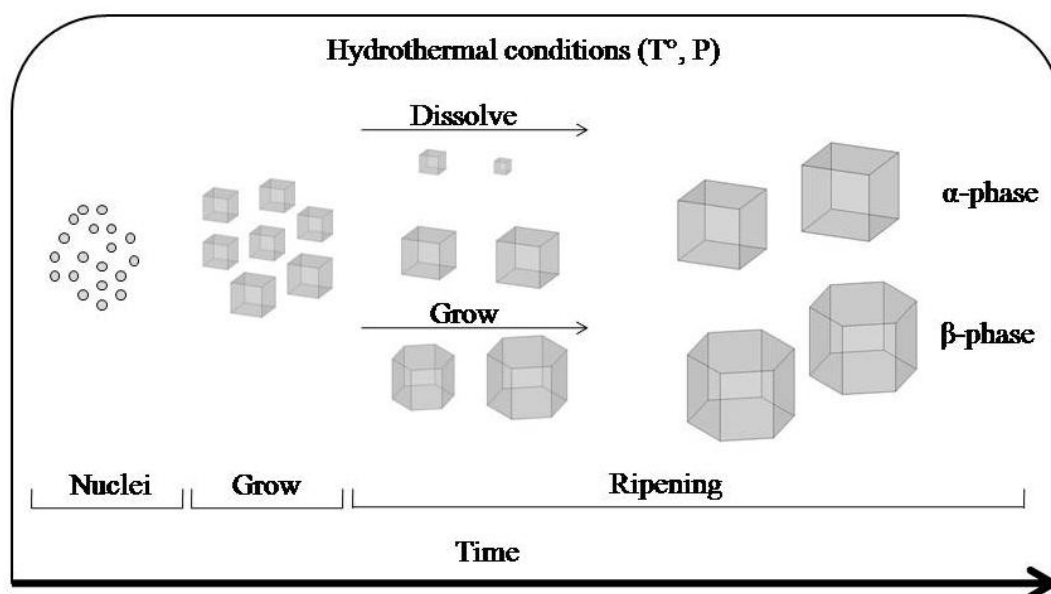 Hydrothermal conditions (T°, P)
Dissolve
α-phase
Grow
β-phase
Nuclei
Grow
Ripening
Time